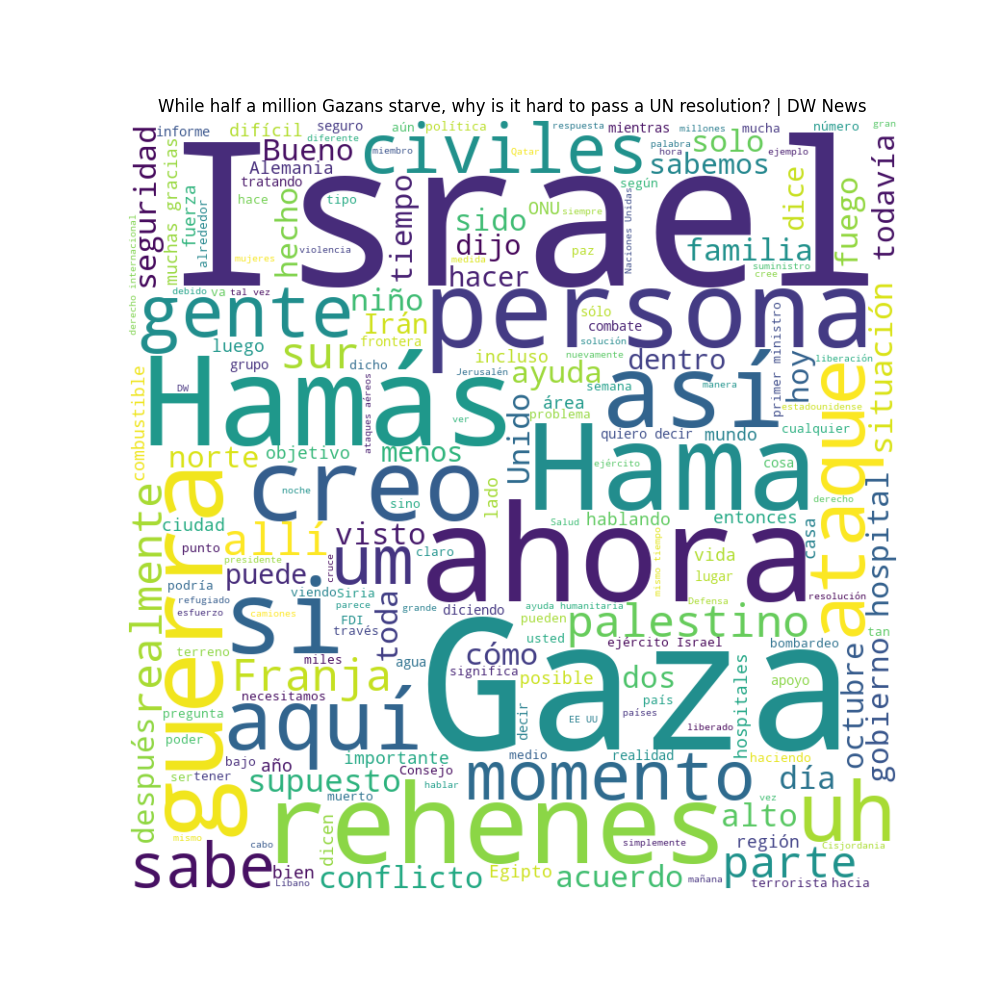 While half a million Gazans starve, why is it hard to pass a UN resolution? | DW News
informe difícil seguro aún política respuesta mientras millones mucha número gran
diferente Bueno miembro civiles Qatar palabra hora solo ejemplo
seguridad muchas gracias Alemania sabemos todavía
tratando según
Israel
fuerza alrededor hace hecho tipo tiempo sido ONU siempre Naciones Unidas dice fuego
derecho internacional mujeres violencia dijo paz familia
medida suministro
hacer cree
debido va tal vez
gente niño persona
Irán sólo combate primer ministro situación
luego frontera solución
sur incluso nuevamente dentro hoy liberación
grupo dicho Jerusalén ayuda semana manera
combustible DW Hamás ataques aéreos área así estadounidense
ver problema
norte objetivo menos Unido quiero decir mundo cualquier
Hama ejército cosa ataque
creo noche lado
sino derecho
guerra ciudad allí visto Salud hablando entonces hospital
punto claro ahora casa
presidente cruce um mismo tiempo vida
puede lugar
realmente podría viendo Siria Defensa resolución
refugiado si parece grande diciendo ayuda humanitaria pueden
esfuerzo camiones FDI palestino tan
terreno través toda usted ejército Israel bombardeo
miles agua cómo gobierno
después Franja significa posible dos hospitales apoyo octubre
necesitamos Gaza país
pregunta aquí decir EE UU países
poder liberado
bajo año importante medio realidad haciendo
ser tener Consejo momento día
supuesto hablar vez
muerto
rehenes alto uh
mismo dicen simplemente región Cisjordania
sabe cabo
bien conflicto Egipto acuerdo parte
Líbano mañana terrorista hacia